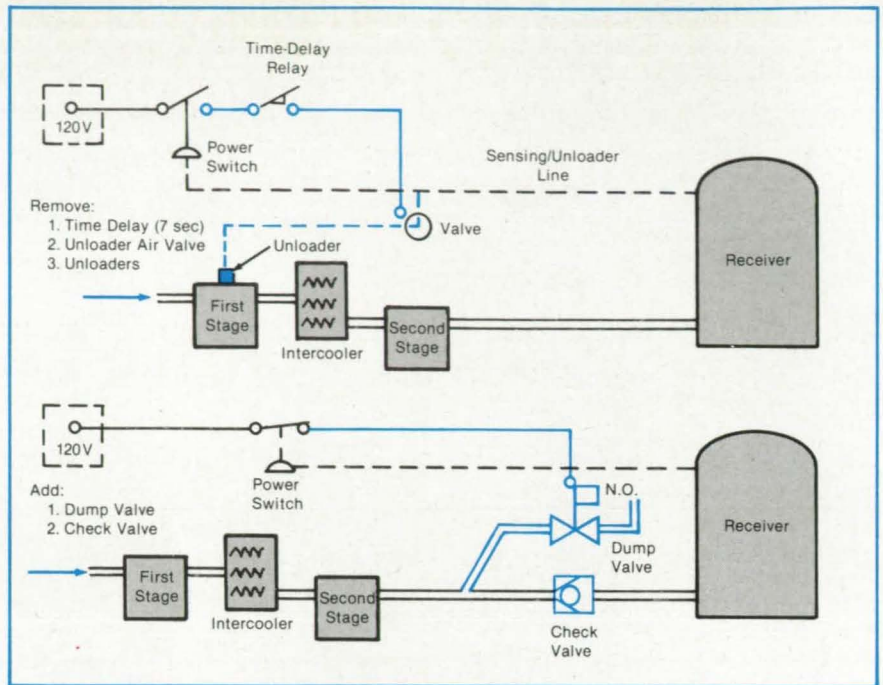 Time-Delay
Relay
120V
Power
Switch
Sensing/Unloader
Line
Remove:
1. Time Delay (7 sec)
2. Unloader Air Valve
3. Unloaders
Valve
Unloader
Receiver
First
Stage
Intercooler
Second
Stage
120V
Add:
1. Dump Valve
2. Check Valve
Power
Switch
N.O.
Dump
Valve
Receiver
First
Stage
Intercooler
Second
Stage
Check
Valve